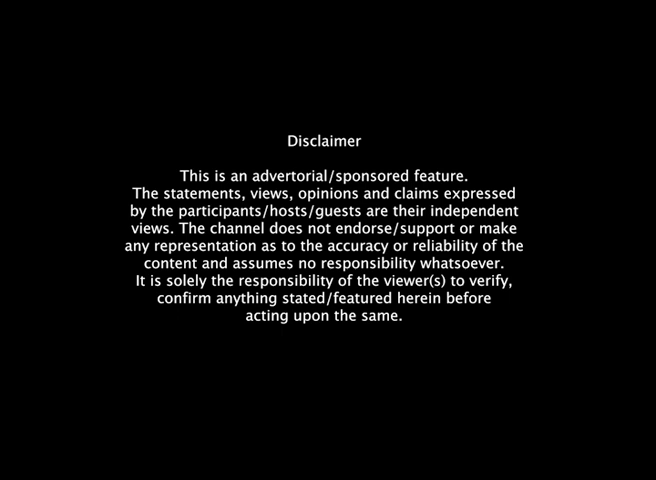 Disclaimer
This is an advertorial/sponsored feature.
The statements, views, opinions and claims expressed
by the participants/hosts/guests are their independent
views. The channel does not endorse/support or make
any representation as to the accuracy or reliability of the
content and assumes no responsibility whatsoever.
It is solely the responsibility of the viewer(s) to verify,
confirm anything stated/featured herein before
acting upon the same.